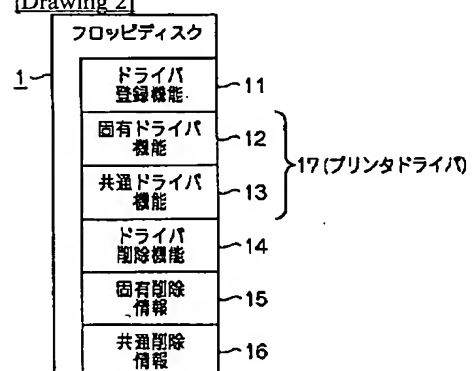 [Drawing 2]
フロッピディスク
1
ドライバ
登録機能
11
固有ドライバ
機能
12
共通ドライバ
機能
13
17(プリンタドライバ)
ドライバ
削除機能
14
固有削除
情報
15
共通削除
情報
16